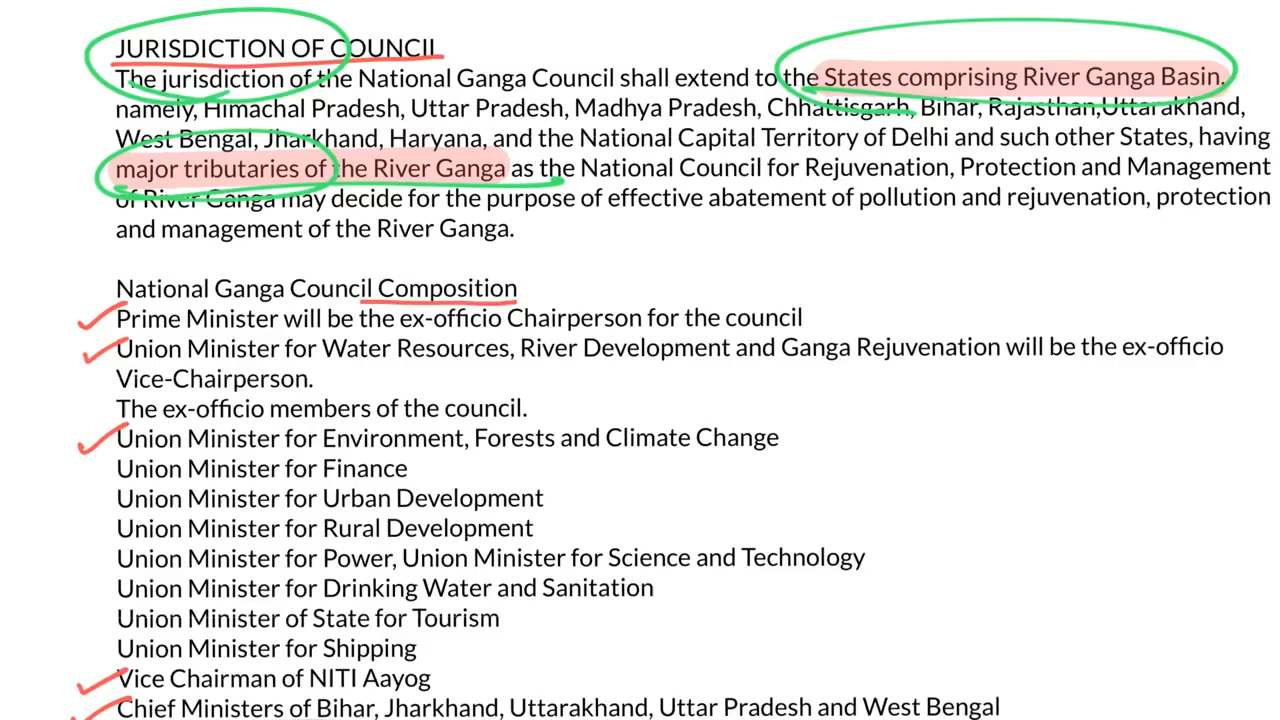 JURISDICTION OF COUNCIL
The jurisdiction of the National Ganga Council shall extend to the States comprising River Ganga Basin,
namely, Himachal Pradesh, Uttar Pradesh, Madhya Pradesh, Chhattisgarh, Bihar, Rajasthan,Uttarakhand,
West Bengal, Jharkhand, Haryana, and the National Capital Territory of Delhi and such other States, having
major tributaries of the River Ganga as the National Council for Rejuvenation, Protection and Management
of River Ganga may decide for the purpose of effective abatement of pollution and rejuvenation, protection
and management of the River Ganga.
National Ganga Council Composition
Prime Minister will be the ex-officio Chairperson for the council
Union Minister for Water Resources, River Development and Ganga Rejuvenation will be the ex-officio
Vice-Chairperson.
The ex-officio members of the council.
Union Minister for Environment, Forests and Climate Change
Union Minister for Finance
Union Minister for Urban Development
Union Minister for Rural Development
Union Minister for Power, Union Minister for Science and Technology
Union Minister for Drinking Water and Sanitation
Union Minister of State for Tourism
Union Minister for Shipping
Vice Chairman of NITI Aayog
Chief Ministers of Bihar, Jharkhand, Uttarakhand, Uttar Pradesh and West Bengal